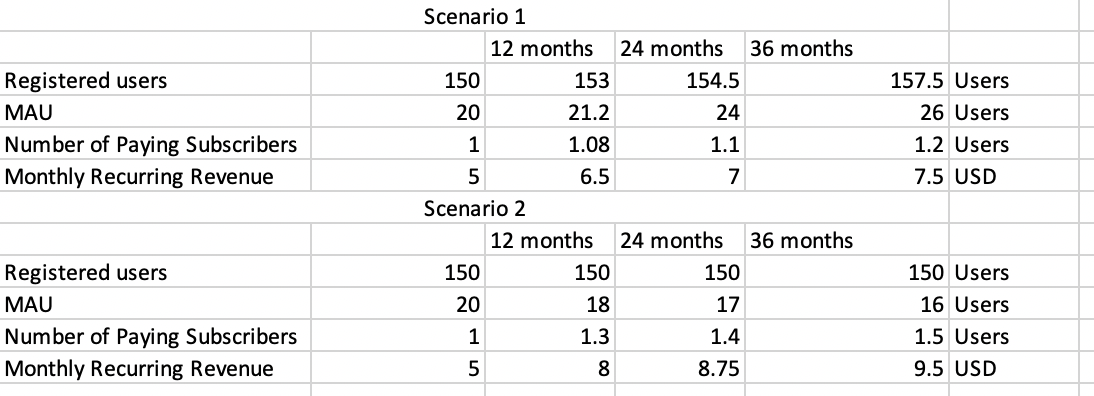 Scenario 1
12 months 24 months 36 months
Registered users 150 153 154.5 157.5 Users
MAU 20 21.2 24 26 Users
Number of Paying Subscribers 1 1.08 1.1 1.2 Users
Monthly Recurring Revenue 5 6.5 7 7.5 USD
Scenario 2
12 months 24 months 36 months
Registered users 150 150 150 150 Users
MAU 20 18 17 16 Users
Number of Paying Subscribers 1 1.3 1.4 1.5 Users
Monthly Recurring Revenue 5 8 8.75 9.5 USD